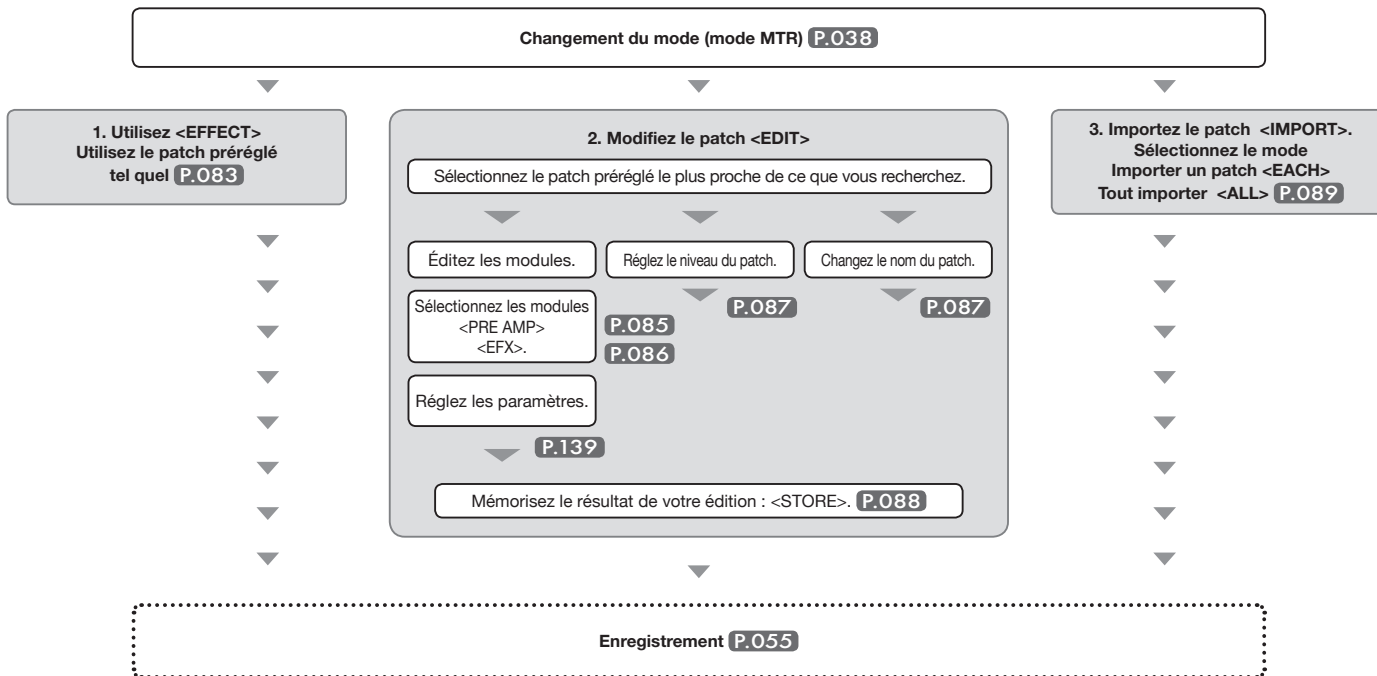 Changement du mode (mode MTR) P.038
1. Utilisez <EFFECT>
Utilisez le patch préréglé
tel quel P.083
2. Modifiez le patch <EDIT>
Sélectionnez le patch préréglé le plus proche de ce que vous recherchez.
Éditez les modules.
Réglez le niveau du patch.
Changez le nom du patch.
Sélectionnez les modules
<PRE AMP>
<EFX>.
P.085
P.086
P.087
P.087
Réglez les paramètres.
P.139
Mémorisez le résultat de votre édition : <STORE>. P.088
3. Importez le patch <IMPORT>.
Sélectionnez le mode
Importer un patch <EACH>
Tout importer <ALL> P.089
Enregistrement P.055